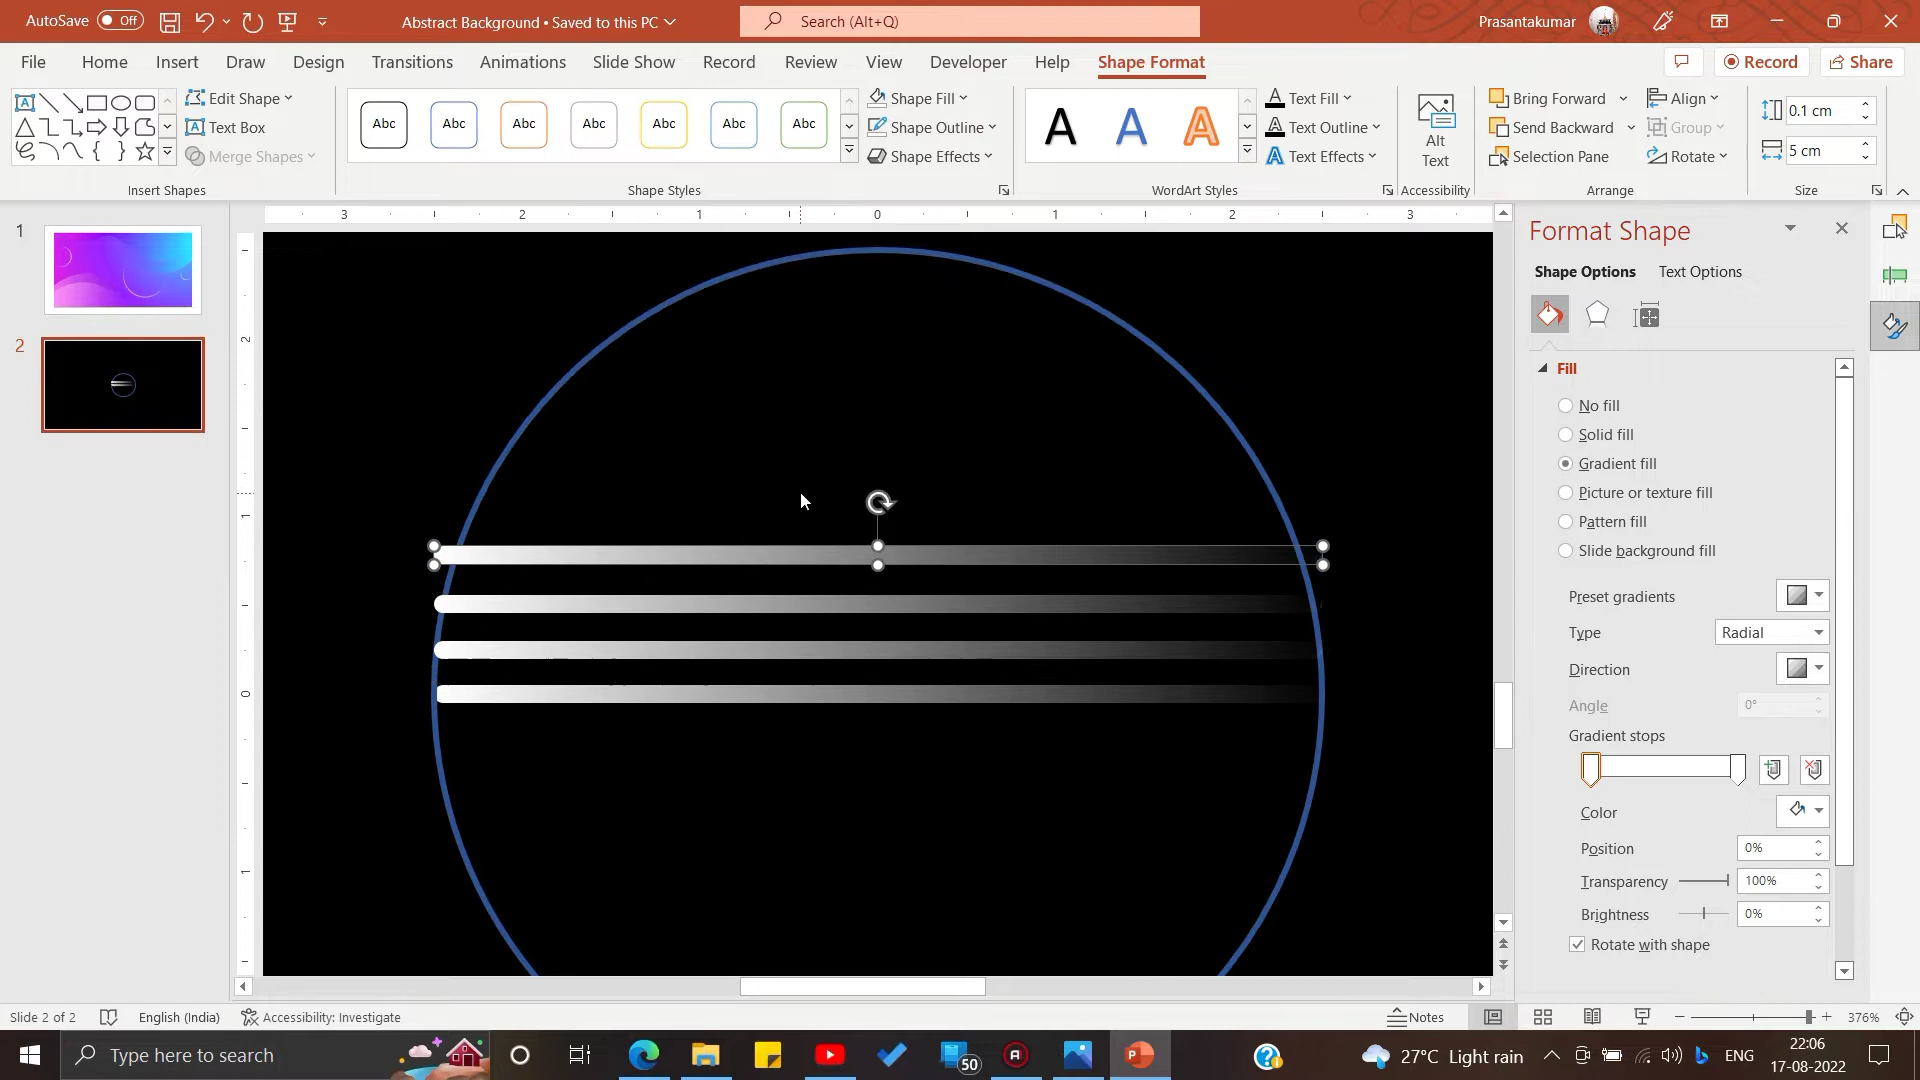 AutoSave Off Abstract Background • Saved to this PC Search (Alt+Q) Prasantakumar
File Home Insert Draw Design Transitions Animations Slide Show Record Review View Developer Help Shape Format Record Share
Edit Shape
Text Box
Merge Shapes
Insert Shapes
Abc Abc Abc Abc Abc Abc Abc
Shape Fill
Shape Outline
Shape Effects
Shape Styles
A A A
Text Fill
Text Outline
Text Effects
WordArt Styles
Alt
Text
Accessibility
Bring Forward
Send Backward
Selection Pane
Align
Group
Rotate
Arrange
0.1 cm
5 cm
Size
1
2
3 2 1 0 1 2 3
2
1
0
1
Format Shape
Shape Options Text Options
Fill
No fill
Solid fill
Gradient fill
Picture or texture fill
Pattern fill
Slide background fill
Preset gradients
Type Radial
Direction
Angle 0°
Gradient stops
Color
Position 0%
Transparency 100%
Brightness 0%
Rotate with shape
Slide 2 of 2 English (India) Accessibility: Investigate Notes 376%
Type here to search 50 27°C Light rain ENG 22:06
17-08-2022